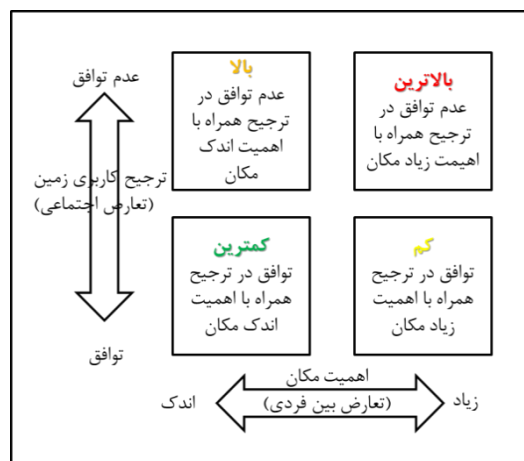 عدم توافق
ترجیح کاربری زمین
(تعارض اجتماعی)
توافق
بالاترین
عدم توافق در
ترجیح همراه با
اهیمت زیاد مکان
بالا
عدم توافق در
ترجیح همراه با
اهمیت اندک
مکان
کم
توافق در ترجیح
همراه با اهمیت
زیاد مکان
کمترین
توافق در ترجیح
همراه با اهمیت
اندک مکان
اهمیت مکان
زیاد
(تعارض بین فردی)
اندک